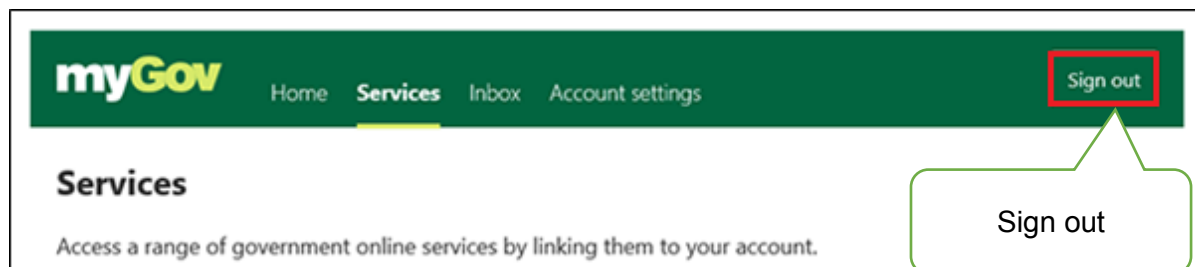 myGov Home Services Inbox Account settings Sign out
Services
Sign out
Access a range of government online services by linking them to your account.